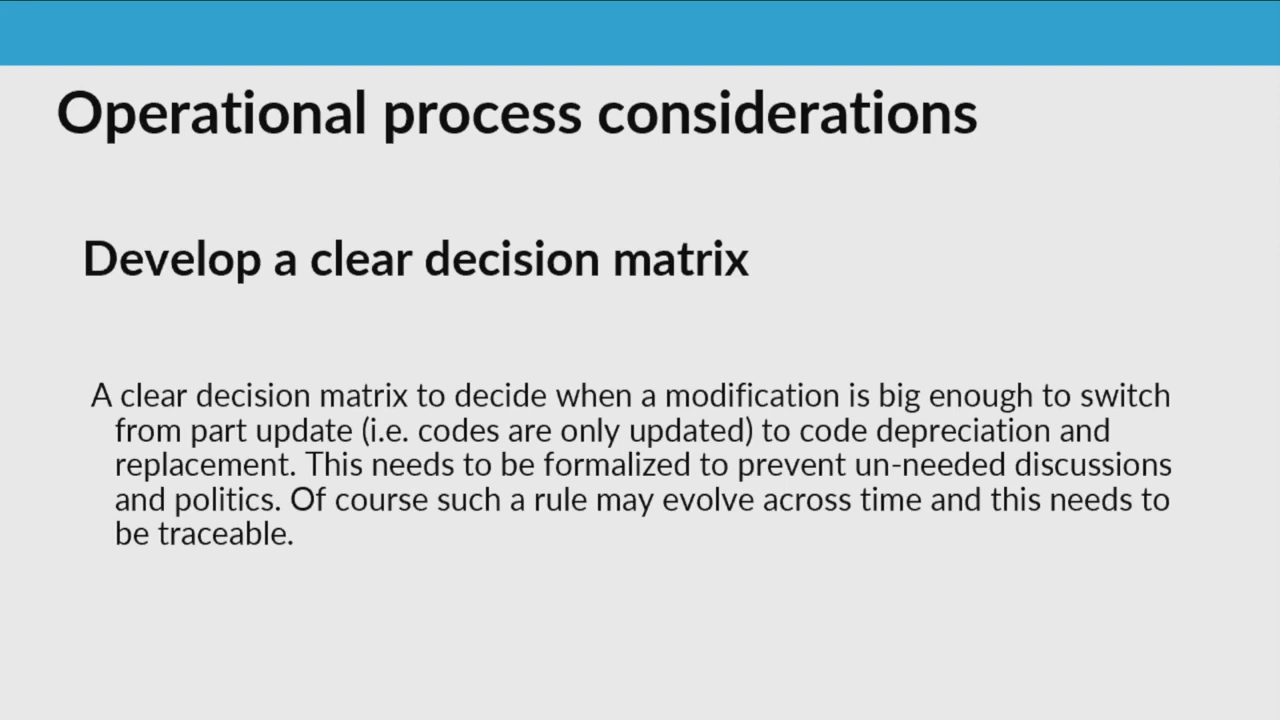 Operational process considerations
Develop a clear decision matrix
A clear decision matrix to decide when a modification is big enough to switch
from part update (i.e. codes are only updated) to code depreciation and
replacement. This needs to be formalized to prevent un-needed discussions
and politics. Of course such a rule may evolve across time and this needs to
be traceable.